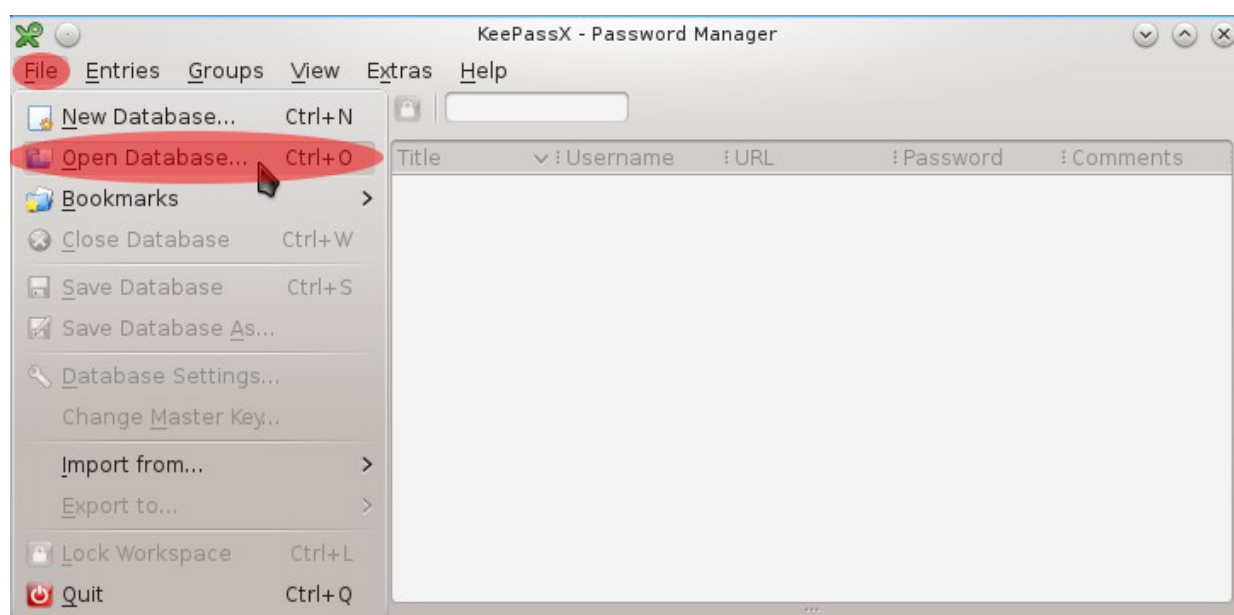 KeePassX - Password Manager
File Entries Groups View Extras Help
New Database... Ctrl+N
Open Database... Ctrl+O
Title Username URL Password Comments
Bookmarks
Close Database Ctrl+W
Save Database Ctrl+S
Save Database As...
Database Settings...
Change Master Key...
Import from...
Export to...
Lock Workspace Ctrl+L
Quit Ctrl+Q